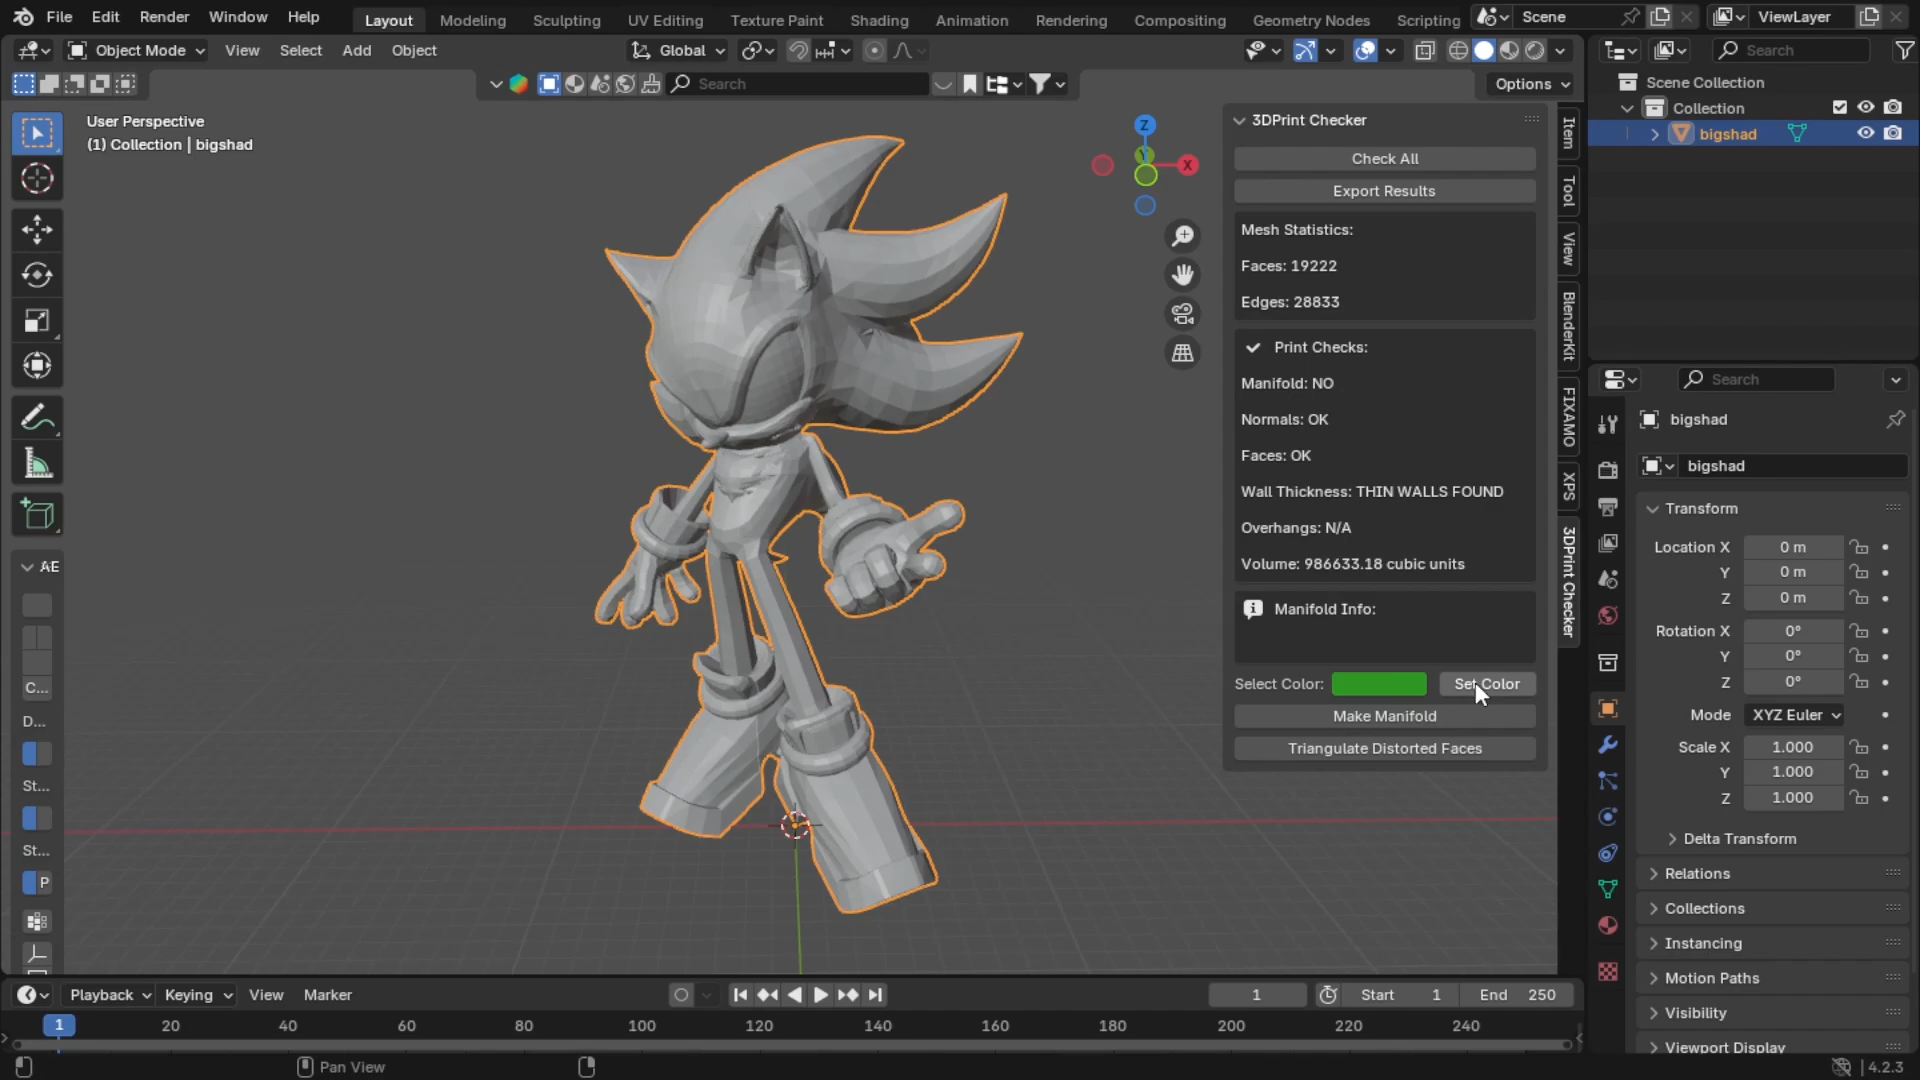 File Edit Render Window Help Layout Modeling Sculpting UV Editing Texture Paint Shading Animation Rendering Compositing Geometry Nodes Scripting Scene ViewLayer
Object Mode View Select Add Object Global Search
Search Options
User Perspective
(1) Collection | bigshad
Z
Y
X
3DPrint Checker
Check All
Export Results
Mesh Statistics:
Faces: 19222
Edges: 28833
Print Checks:
Manifold: NO
Normals: OK
Faces: OK
Wall Thickness: THIN WALLS FOUND
Overhangs: N/A
Volume: 986633.18 cubic units
Manifold Info:
Select Color: Set Color
Make Manifold
Triangulate Distorted Faces
Item
Tool
View
BlenderKit
FIXAMO
XPS
3DPrint Checker
Scene Collection
Collection
bigshad
Search
bigshad
bigshad
Transform
Location X 0 m
Y 0 m
Z 0 m
Rotation X 0°
Y 0°
Z 0°
Mode XYZ Euler
Scale X 1.000
Y 1.000
Z 1.000
Delta Transform
Relations
Collections
Instancing
Motion Paths
Visibility
Viewport Display
AE
C...
D...
St...
St...
P
Playback Keying View Marker 1 Start 1 End 250
1 20 40 60 80 100 120 140 160 180 200 220 240
Pan View 4.2.3